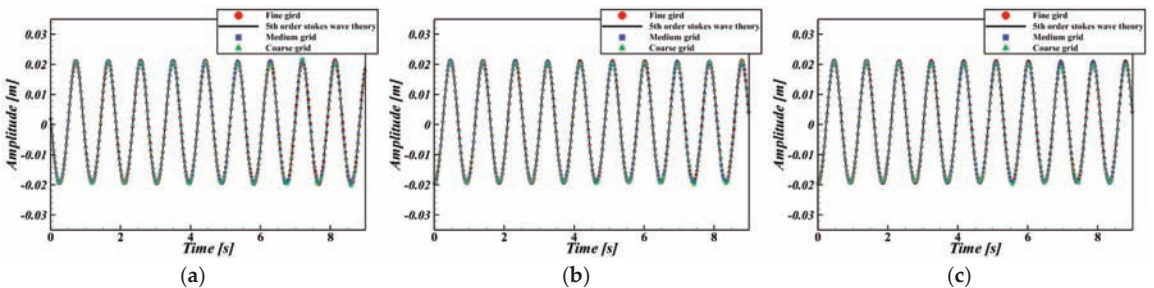 Fine gird
5th order stokes wave theory
Medium grid
Coarse grid
0.03
0.02
0.01
0
-0.01
-0.02
-0.03
Amplitude [m]
0 2 4 6 8
Time [s]
(a)
Fine gird
5th order stokes wave theory
Medium grid
Coarse grid
0.03
0.02
0.01
0
-0.01
-0.02
-0.03
Amplitude [m]
0 2 4 6 8
Time [s]
(b)
Fine gird
5th order stokes wave theory
Medium grid
Coarse grid
0.03
0.02
0.01
0
-0.01
-0.02
-0.03
Amplitude [m]
0 2 4 6 8
Time [s]
(c)